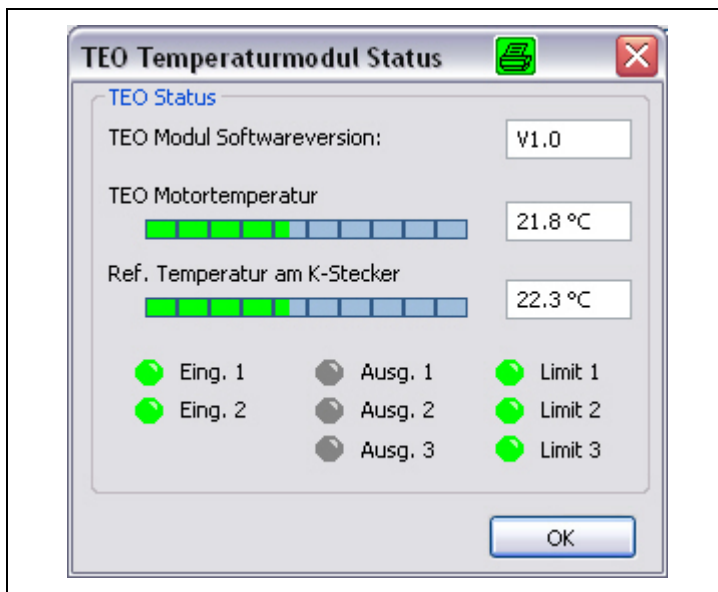 TEO Temperaturmodul Status
TEO Status
TEO Modul Softwareversion: V1.0
TEO Motortemperatur
21.8 °C
Ref. Temperatur am K-Stecker
22.3 °C
Eing. 1 Ausg. 1 Limit 1
Eing. 2 Ausg. 2 Limit 2
Ausg. 3 Limit 3
OK